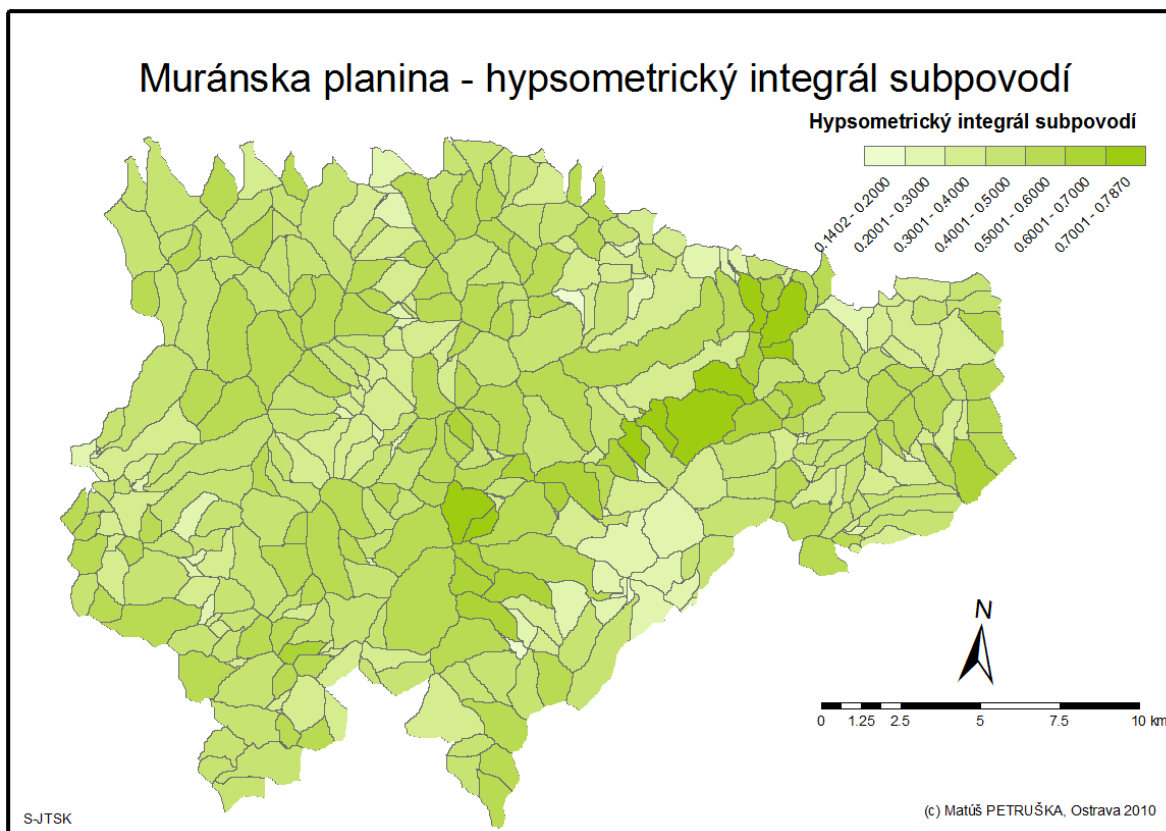 Muránska planina - hypsometrický integrál subpovodí
Hypsometrický integrál subpovodí
0.1402 - 0.2000
0.2001 - 0.3000
0.3001 - 0.4000
0.4001 - 0.5000
0.5001 - 0.6000
0.6001 - 0.7000
0.7001 - 0.7870
N
0 1.25 2.5 5 7.5 10 km
S-JTSK
(c) Matúš PETRUŠKA, Ostrava 2010